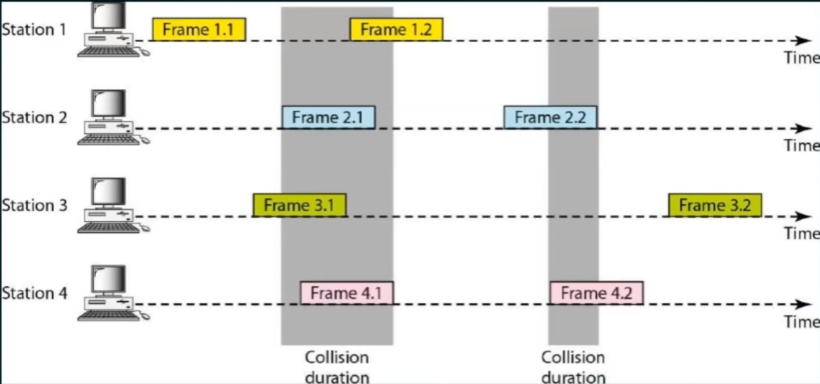 Station 1
Frame 1.1
Frame 1.2
Time
Station 2
Frame 2.1
Frame 2.2
Time
Station 3
Frame 3.1
Frame 3.2
Time
Station 4
Frame 4.1
Frame 4.2
Time
Collision
duration
Collision
duration